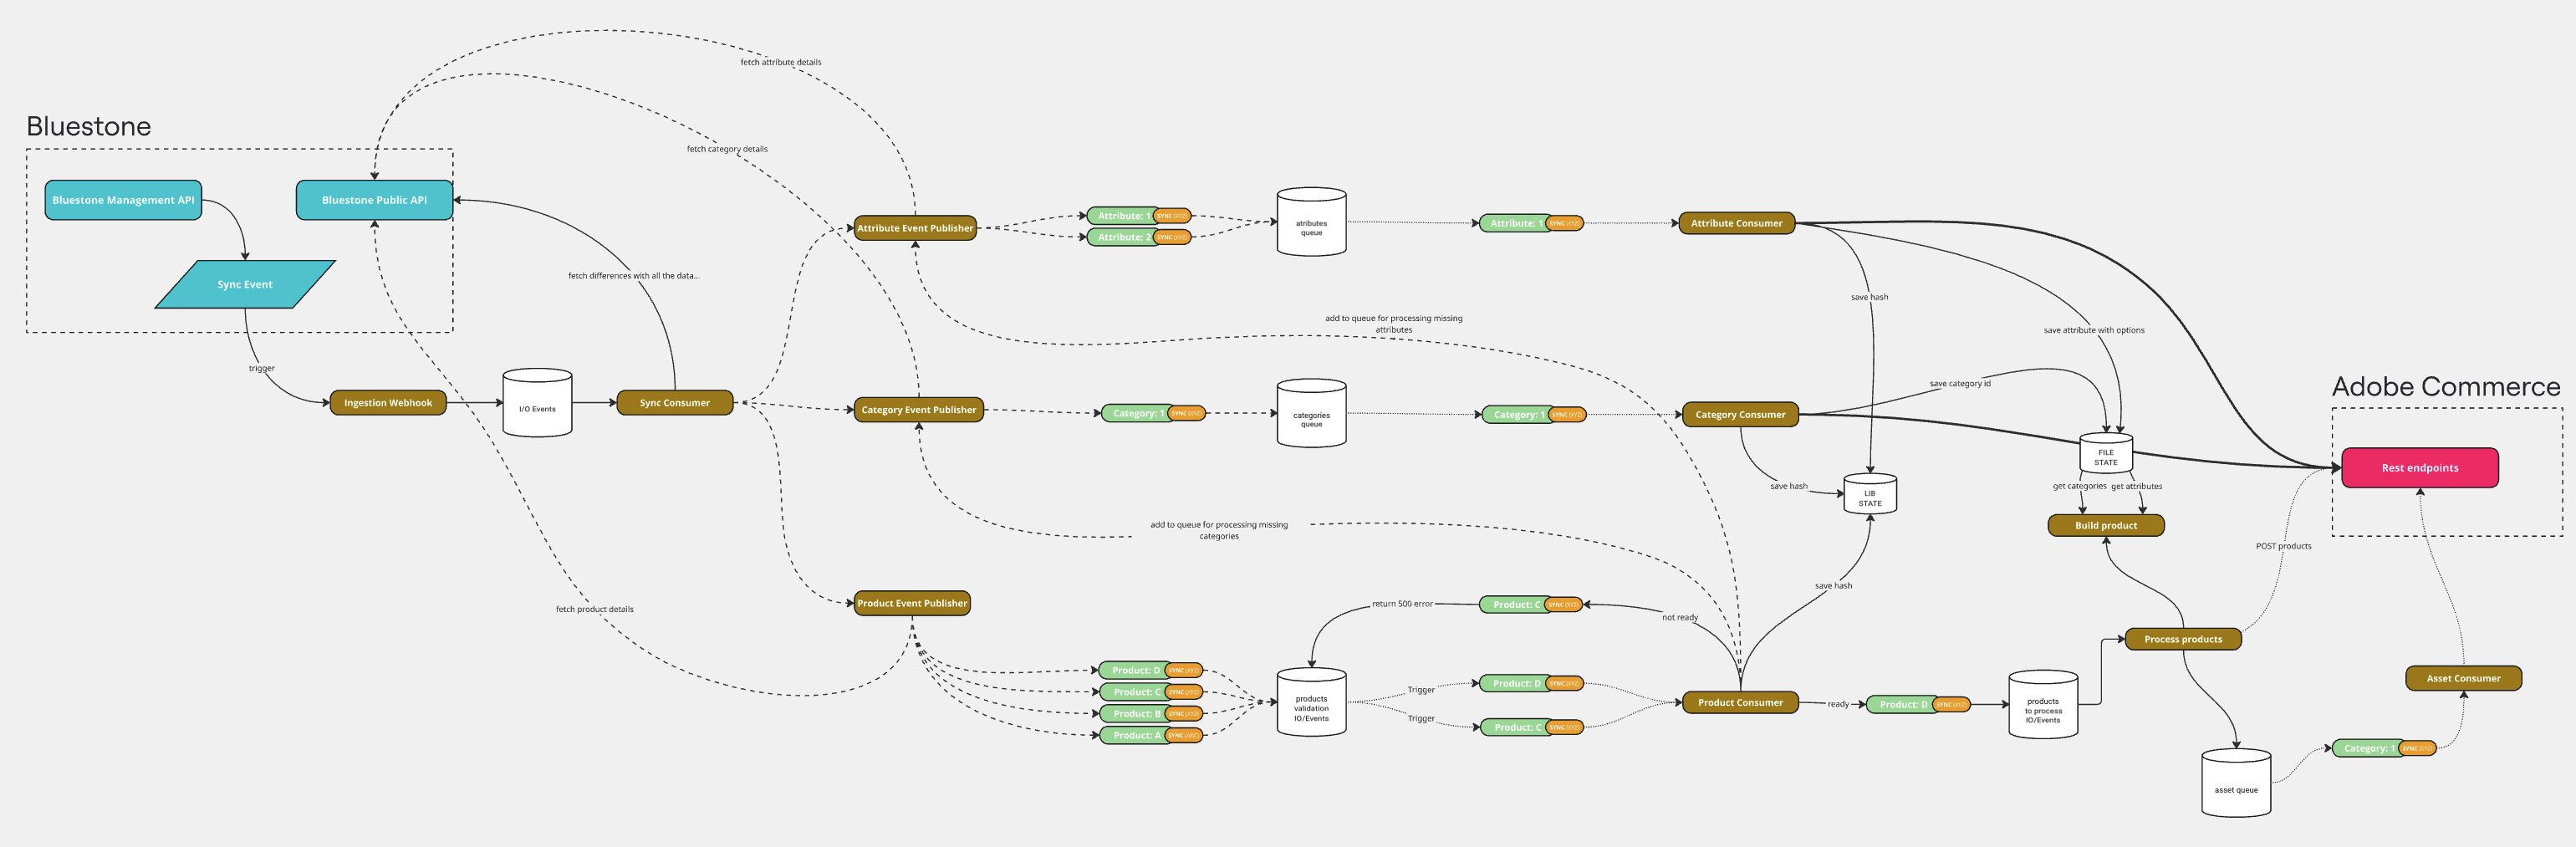 fetch attribute details
Bluestone
fetch category details
Bluestone Management API
Bluestone Public API
Sync Event
fetch differences with all the data...
trigger
Ingestion Webhook
I/O Events
Sync Consumer
Attribute Event Publisher
Attribute: 1 SYNC (XYZ)
Attribute: 2 SYNC (XYZ)
atributes
queue
Attribute: 1 SYNC (XYZ)
Attribute Consumer
save hash
save attribute with options
add to queue for processing missing
attributes
Category Event Publisher
Category: 1 SYNC (XYZ)
categories
queue
Category: 1 SYNC (XYZ)
Category Consumer
save category id
save hash
LIB
STATE
FILE
STATE
get categories
get attributes
Build product
Adobe Commerce
Rest endpoints
POST products
add to queue for processing missing
categories
fetch product details
Product Event Publisher
Product: D SYNC (XYZ)
Product: C SYNC (XYZ)
Product: B SYNC (XYZ)
Product: A SYNC (ABC)
products
validation
IO/Events
return 500 error
Product: C SYNC (XYZ)
not ready
Trigger
Product: D SYNC (XYZ)
Trigger
Product: C SYNC (XYZ)
Product Consumer
save hash
ready
Product: D SYNC (XYZ)
products
to process
IO/Events
Process products
asset queue
Category: 1 SYNC (XYZ)
Asset Consumer